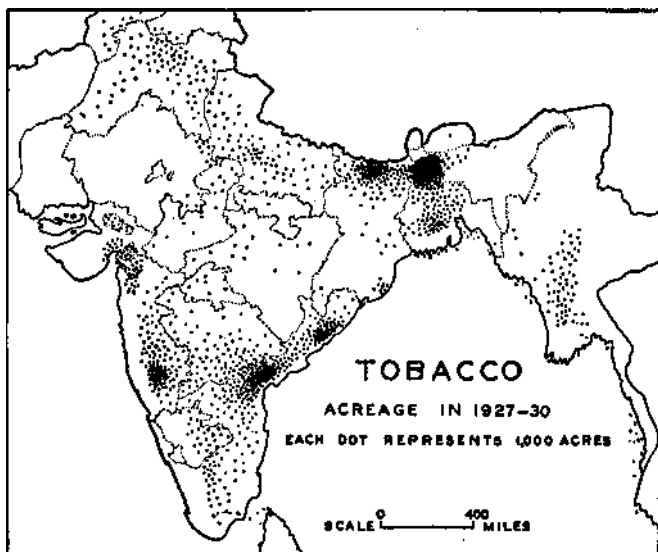 TOBACCO
ACREAGE IN 1927-30
EACH DOT REPRESENTS 1,000 ACRES
0 400
SCALE MILES